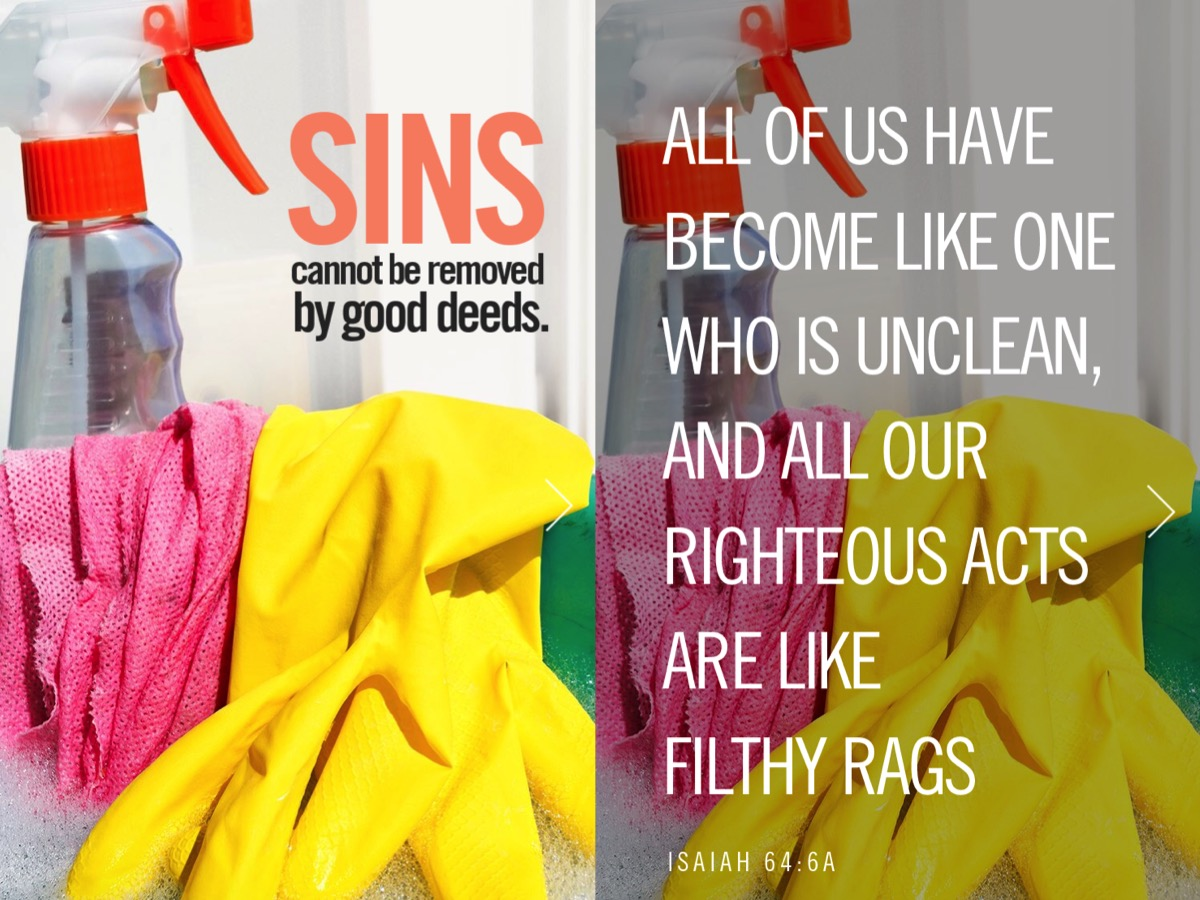 SINS
cannot be removed
by good deeds.
ALL OF US HAVE
BECOME LIKE ONE
WHO IS UNCLEAN,
AND ALL OUR
RIGHTEOUS ACTS
ARE LIKE
FILTHY RAGS
ISAIAH 64:6A